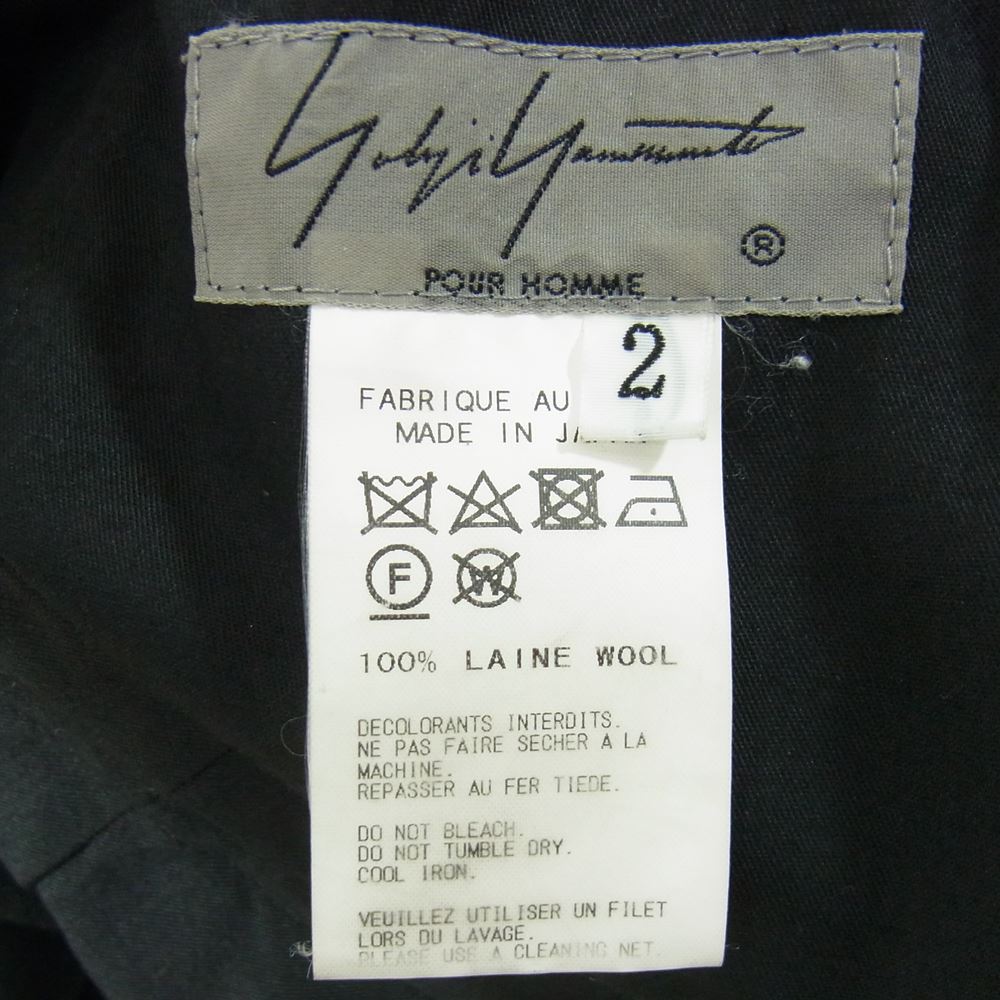 Yohji Yamamoto
®
POUR HOMME
2
FABRIQUE AU
MADE IN
F W
100% LAINE WOOL
DECOLORANTS INTERDITS.
NE PAS FAIRE SECHER A LA
MACHINE.
REPASSER AU FER TIEDE.
DO NOT BLEACH.
DO NOT TUMBLE DRY.
COOL IRON.
VEUILLEZ UTILISER UN FILET
LORS DU LAVAGE.
PLEASE USE A CLEANING NET.